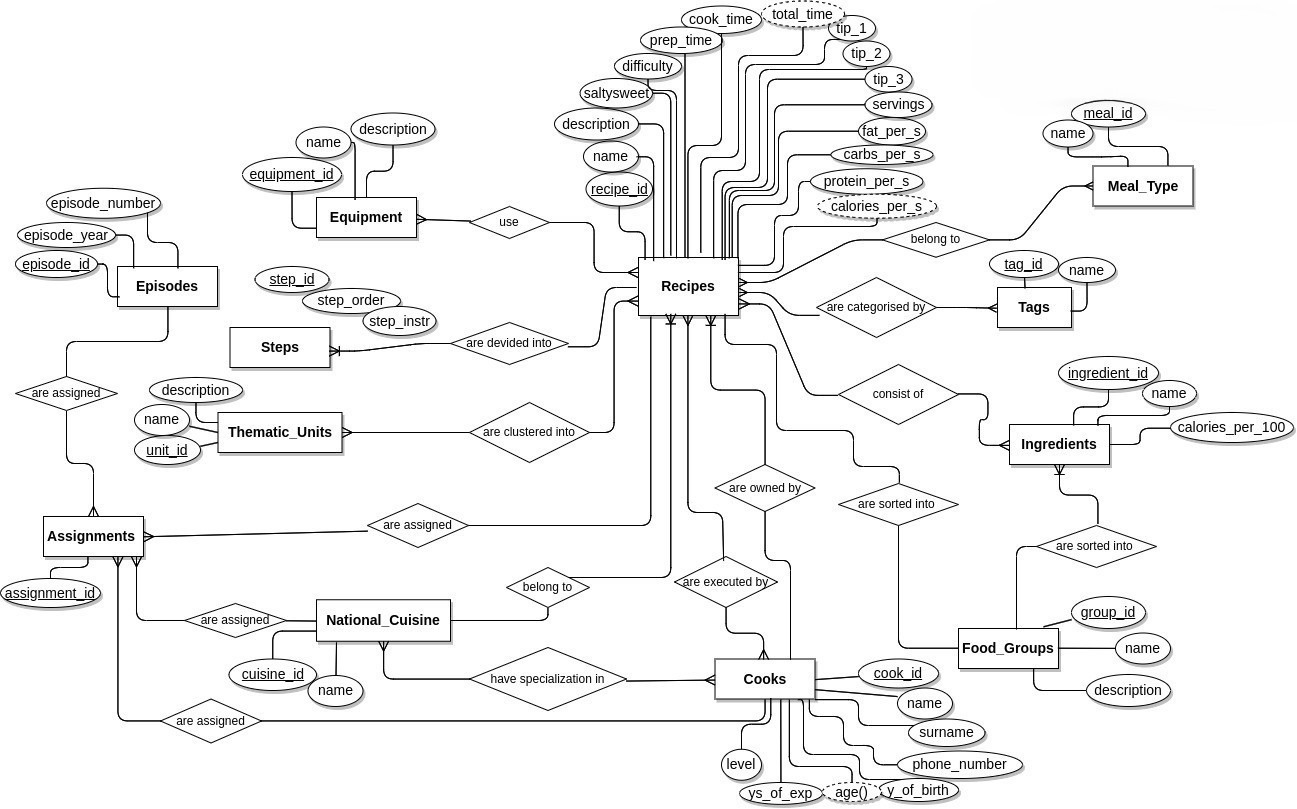 cook_time
total_time
prep_time
tip_1
difficulty
tip_2
saltysweet
tip_3
description
servings
name
fat_per_s
recipe_id
carbs_per_s
protein_per_s
calories_per_s
name
description
equipment_id
Equipment
use
meal_id
name
Meal_Type
belong to
episode_number
episode_year
episode_id
Episodes
step_id
step_order
step_instr
Steps
are devided into
Recipes
tag_id
name
Tags
are categorised by
are assigned
description
name
unit_id
Thematic_Units
are clustered into
consist of
ingredient_id
name
calories_per_100
Ingredients
are owned by
are sorted into
are assigned
Assignments
assignment_id
are sorted into
belong to
are executed by
are assigned
National_Cuisine
cuisine_id
name
have specialization in
group_id
Food_Groups
name
description
Cooks
cook_id
name
surname
phone_number
are assigned
level
ys_of_exp
age()
y_of_birth